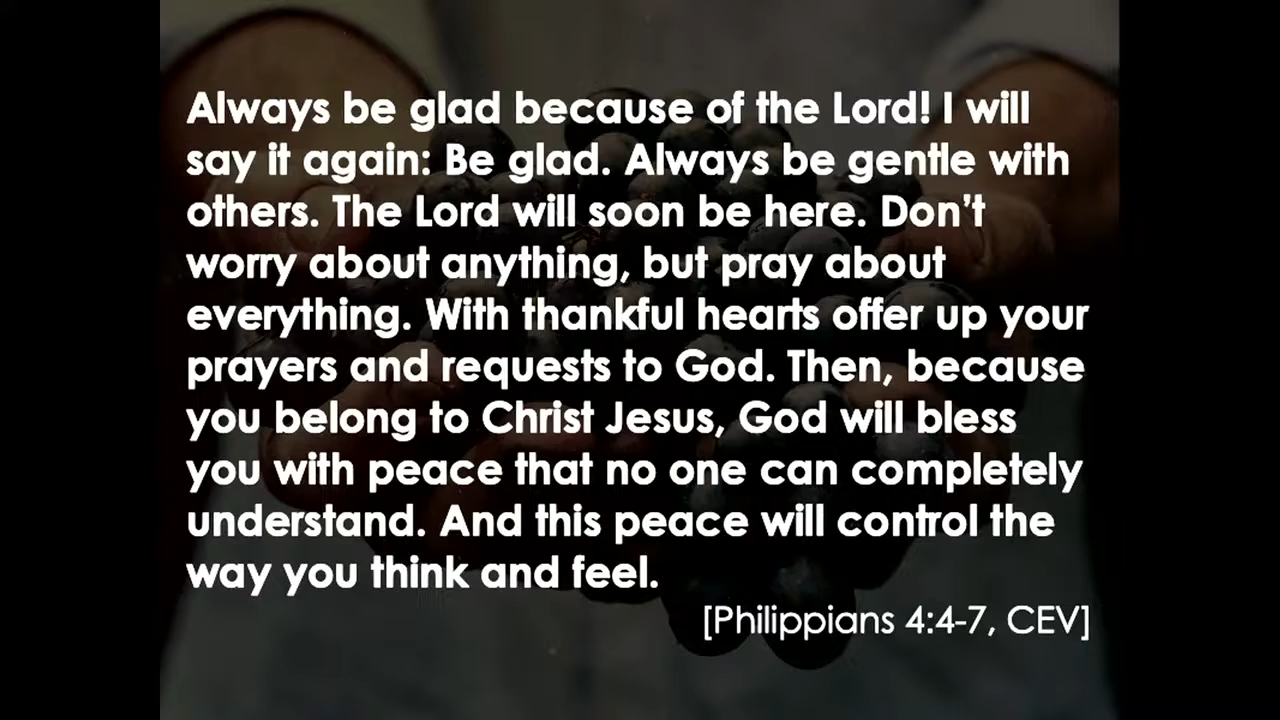 Always be glad because of the Lord! I will
say it again: Be glad. Always be gentle with
others. The Lord will soon be here. Don’t
worry about anything, but pray about
everything. With thankful hearts offer up your
prayers and requests to God. Then, because
you belong to Christ Jesus, God will bless
you with peace that no one can completely
understand. And this peace will control the
way you think and feel.
[Philippians 4:4-7, CEV]